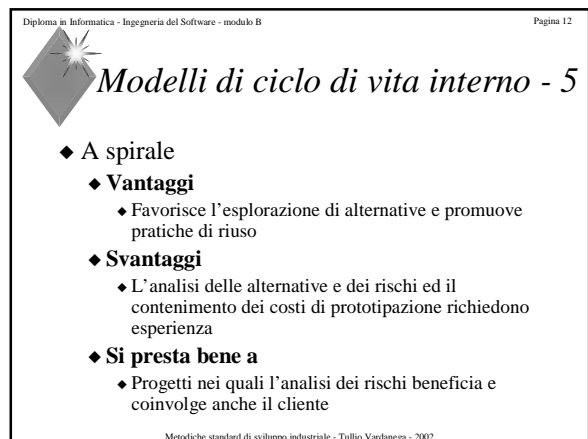 Diploma in Informatica - Ingegneria del Software - modulo B Pagina 12
Modelli di ciclo di vita interno - 5
A spirale
Vantaggi
Favorisce l'esplorazione di alternative e promuove
pratiche di riuso
Svantaggi
L'analisi delle alternative e dei rischi ed il
contenimento dei costi di prototipazione richiedono
esperienza
Si presta bene a
Progetti nei quali l'analisi dei rischi beneficia e
coinvolge anche il cliente
Metodiche standard di sviluppo industriale - Tullio Vardanega - 2002